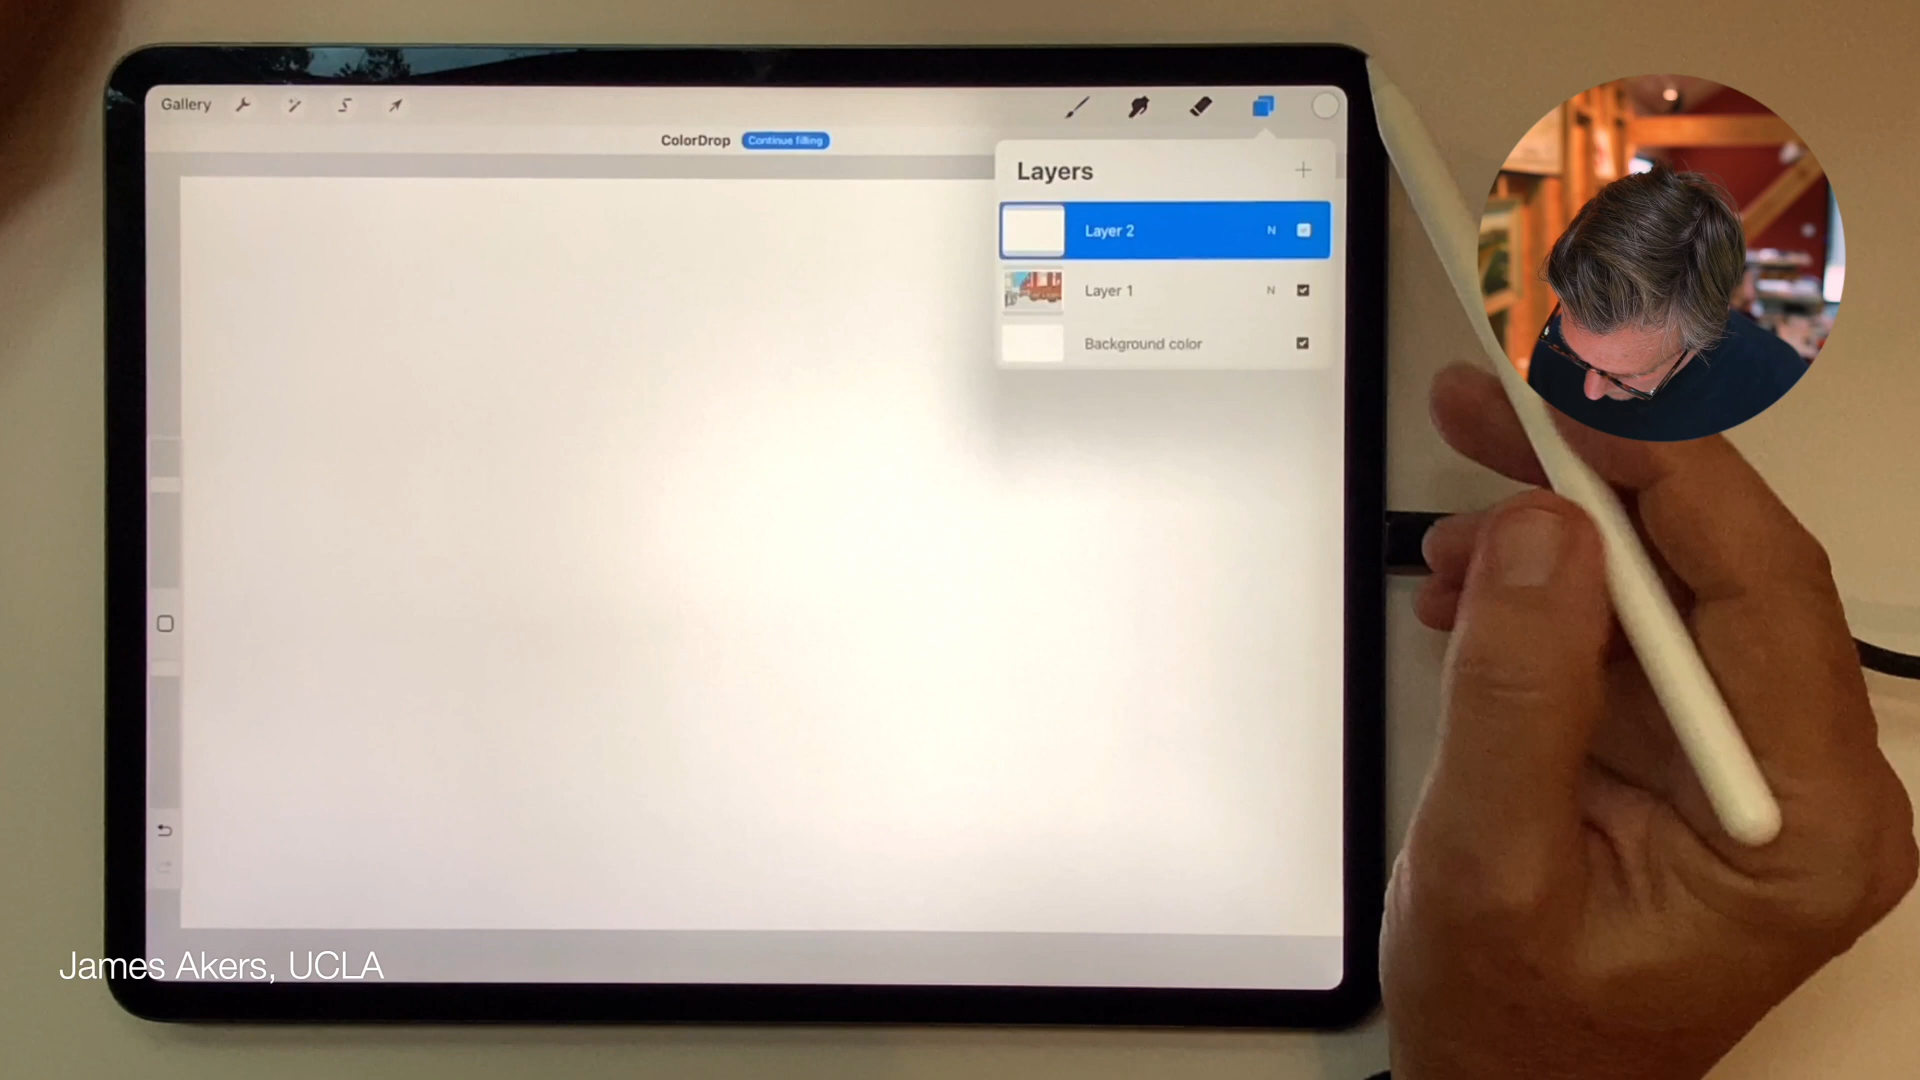 Gallery
ColorDrop Continue filling
Layers
Layer 2 N
Layer 1 N
Background color
James Akers, UCLA